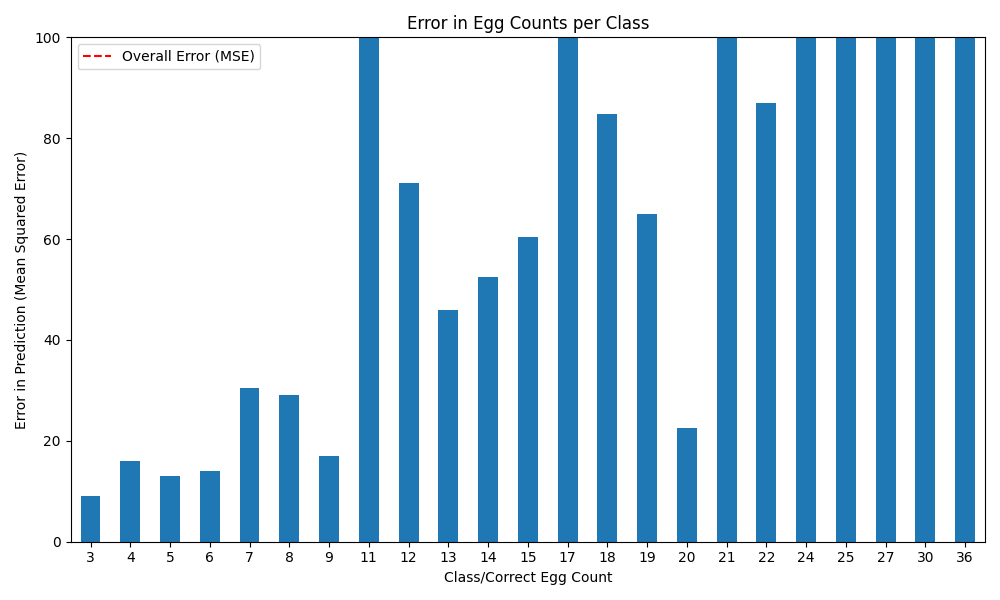 Error in Egg Counts per Class
Overall Error (MSE)
Error in Prediction (Mean Squared Error)
100
80
60
40
20
0
3 4 5 6 7 8 9 11 12 13 14 15 17 18 19 20 21 22 24 25 27 30 36
Class/Correct Egg Count